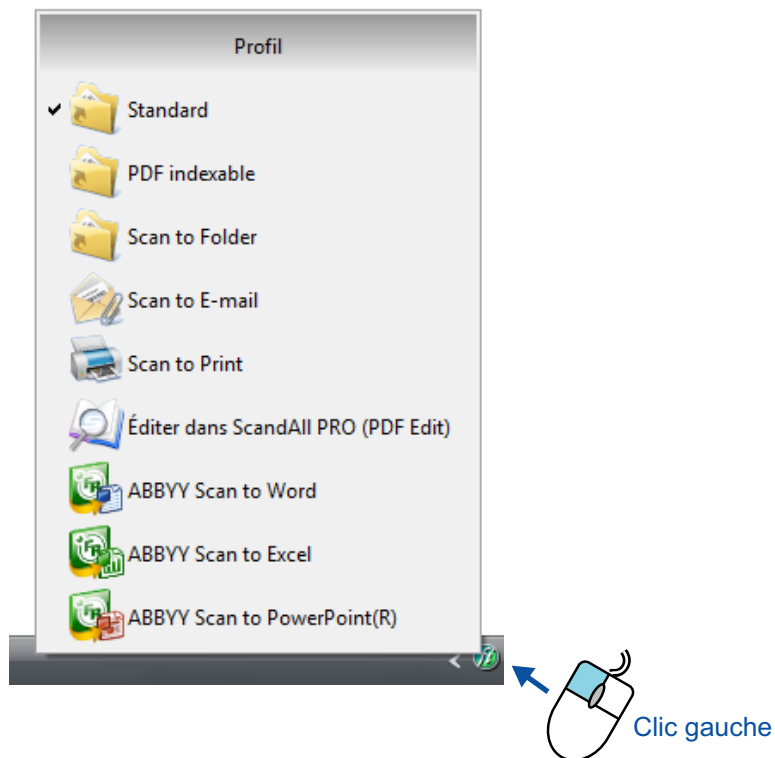 Profil
Standard
PDF indexable
Scan to Folder
Scan to E-mail
Scan to Print
Éditer dans ScandAll PRO (PDF Edit)
ABBYY Scan to Word
ABBYY Scan to Excel
ABBYY Scan to PowerPoint(R)
Clic gauche